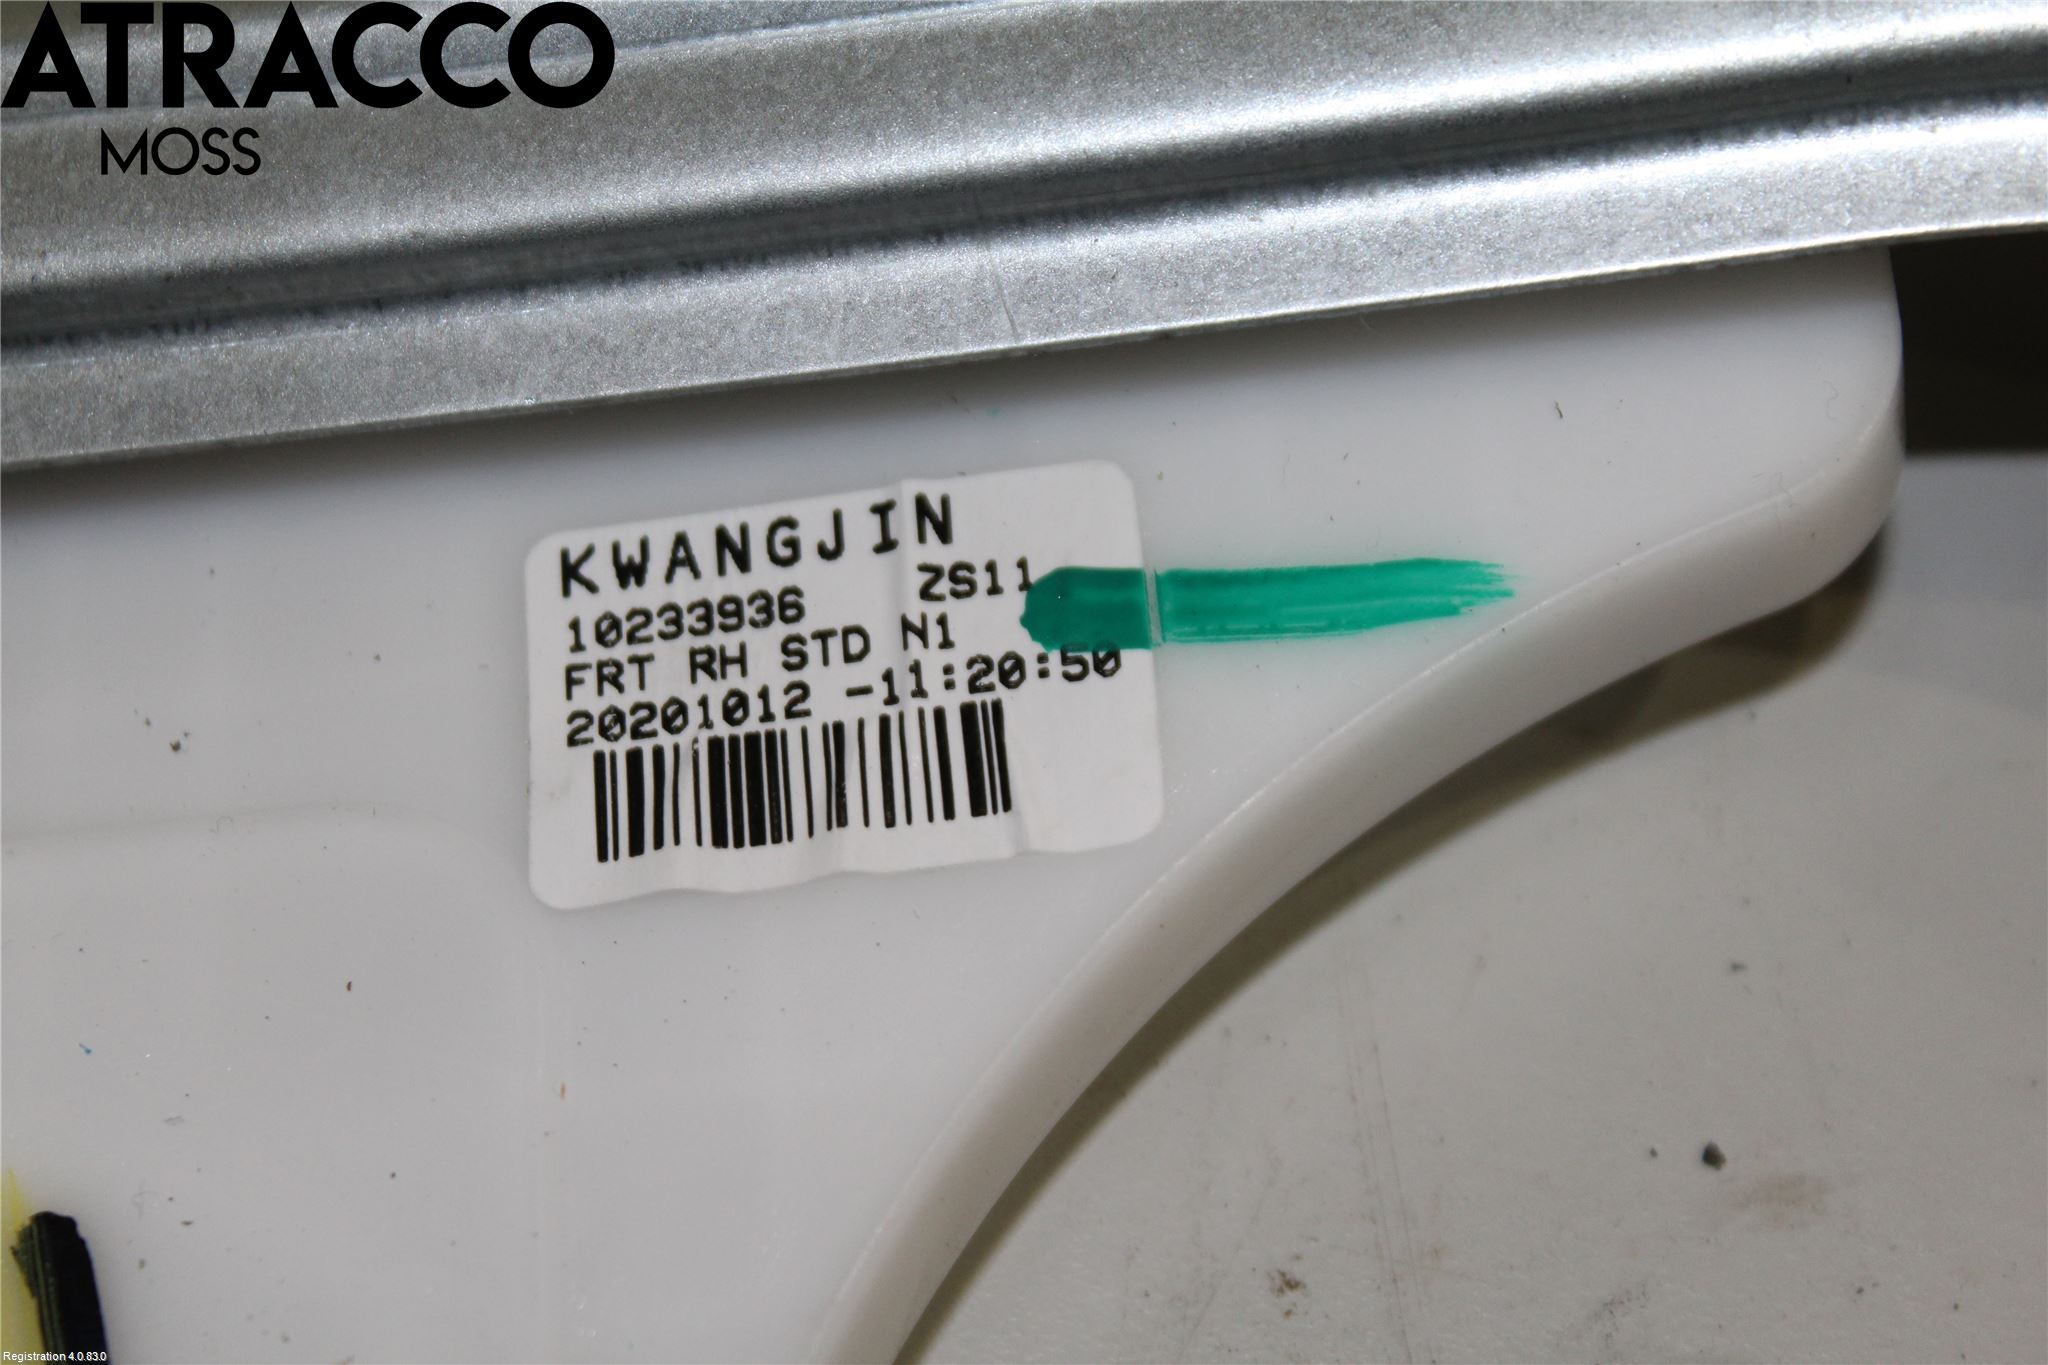 ATRACCO
MOSS
KWANGJIN
10233936 ZS11
FRT RH STD N1
20201012 -11:20:50
Registration 4.0.83.0